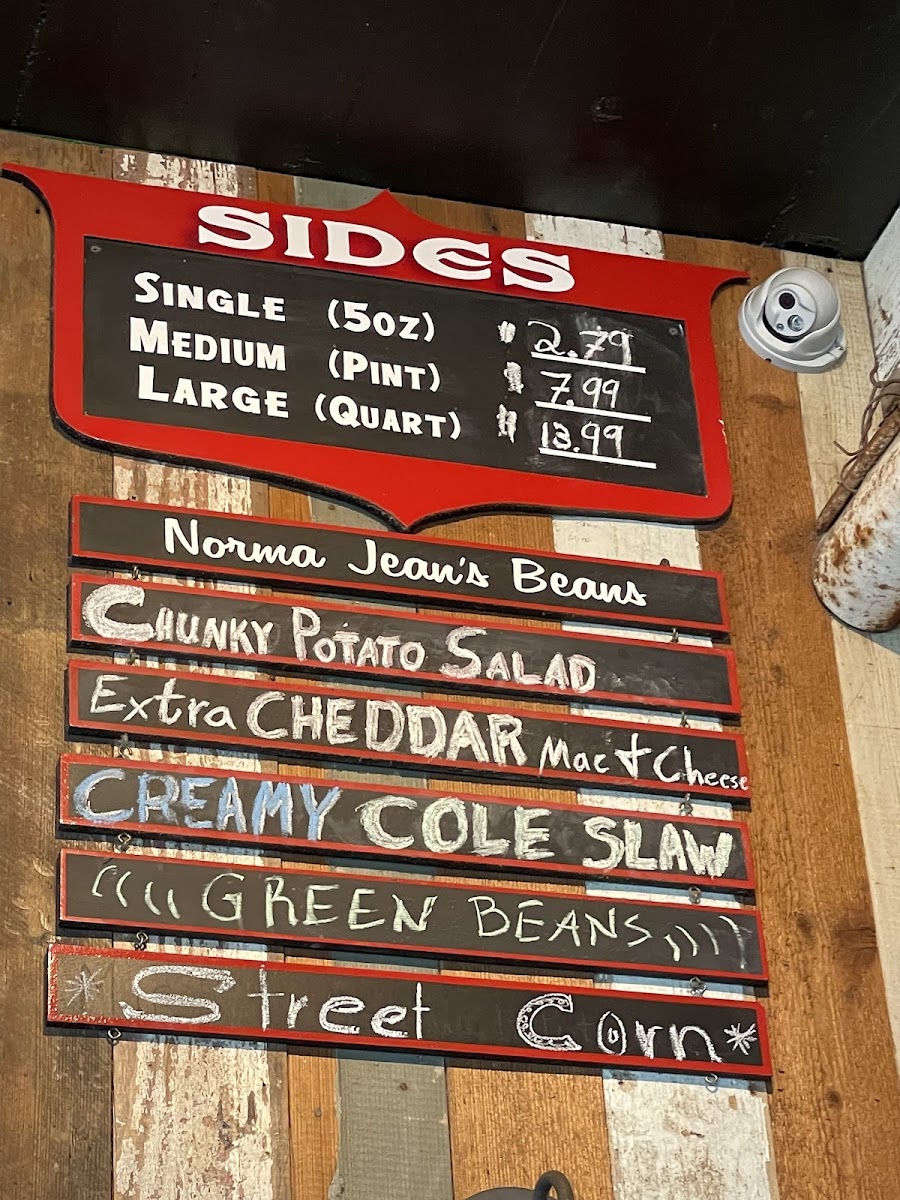 SIDES
SINGLE (5OZ) $ 2.79
MEDIUM (PINT) $ 7.99
LARGE (QUART) $ 13.99
Norma Jean's Beans
CHUNKY POTATO SALAD
Extra CHEDDAR Mac + Cheese
CREAMY COLE SLAW
((((GREEN BEANS))))
*Street Corn*